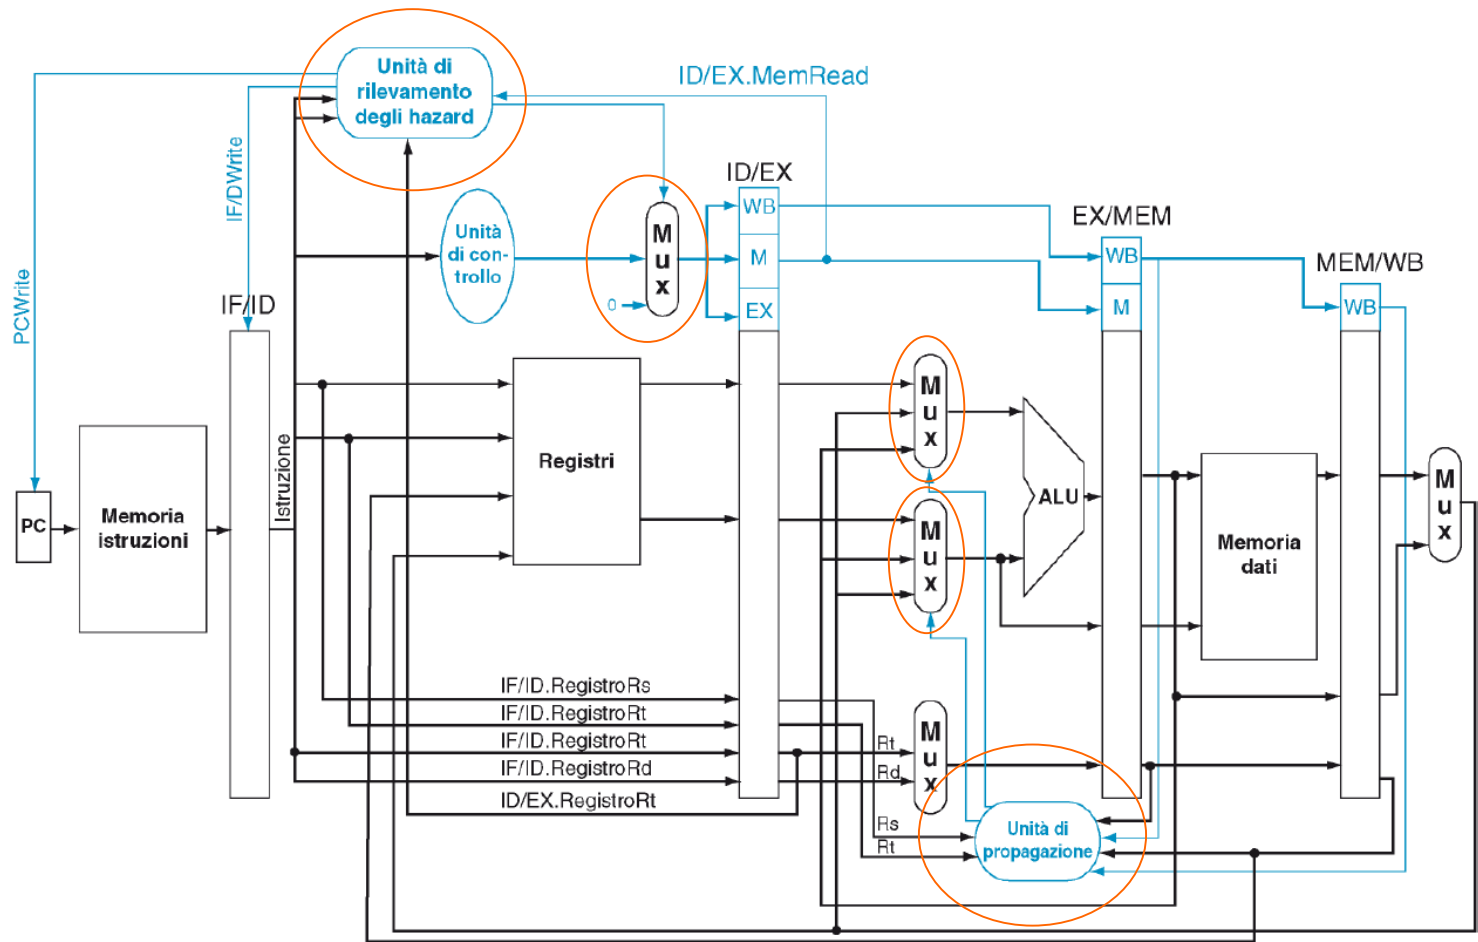 Unità di
rilevamento
degli hazard
ID/EX.MemRead
IF/DWrite
PCWrite
ID/EX
WB
M
EX
Unità
di con-
trollo
M
u
x
0
EX/MEM
WB
M
MEM/WB
WB
IF/ID
Istruzione
PC
Memoria
istruzioni
Registri
M
u
x
M
u
x
ALU
Memoria
dati
M
u
x
IF/ID.RegistroRs
IF/ID.RegistroRt
IF/ID.RegistroRt
IF/ID.RegistroRd
ID/EX.RegistroRt
Rt
Rd
M
u
x
Rs
Rt
Unità di
propagazione